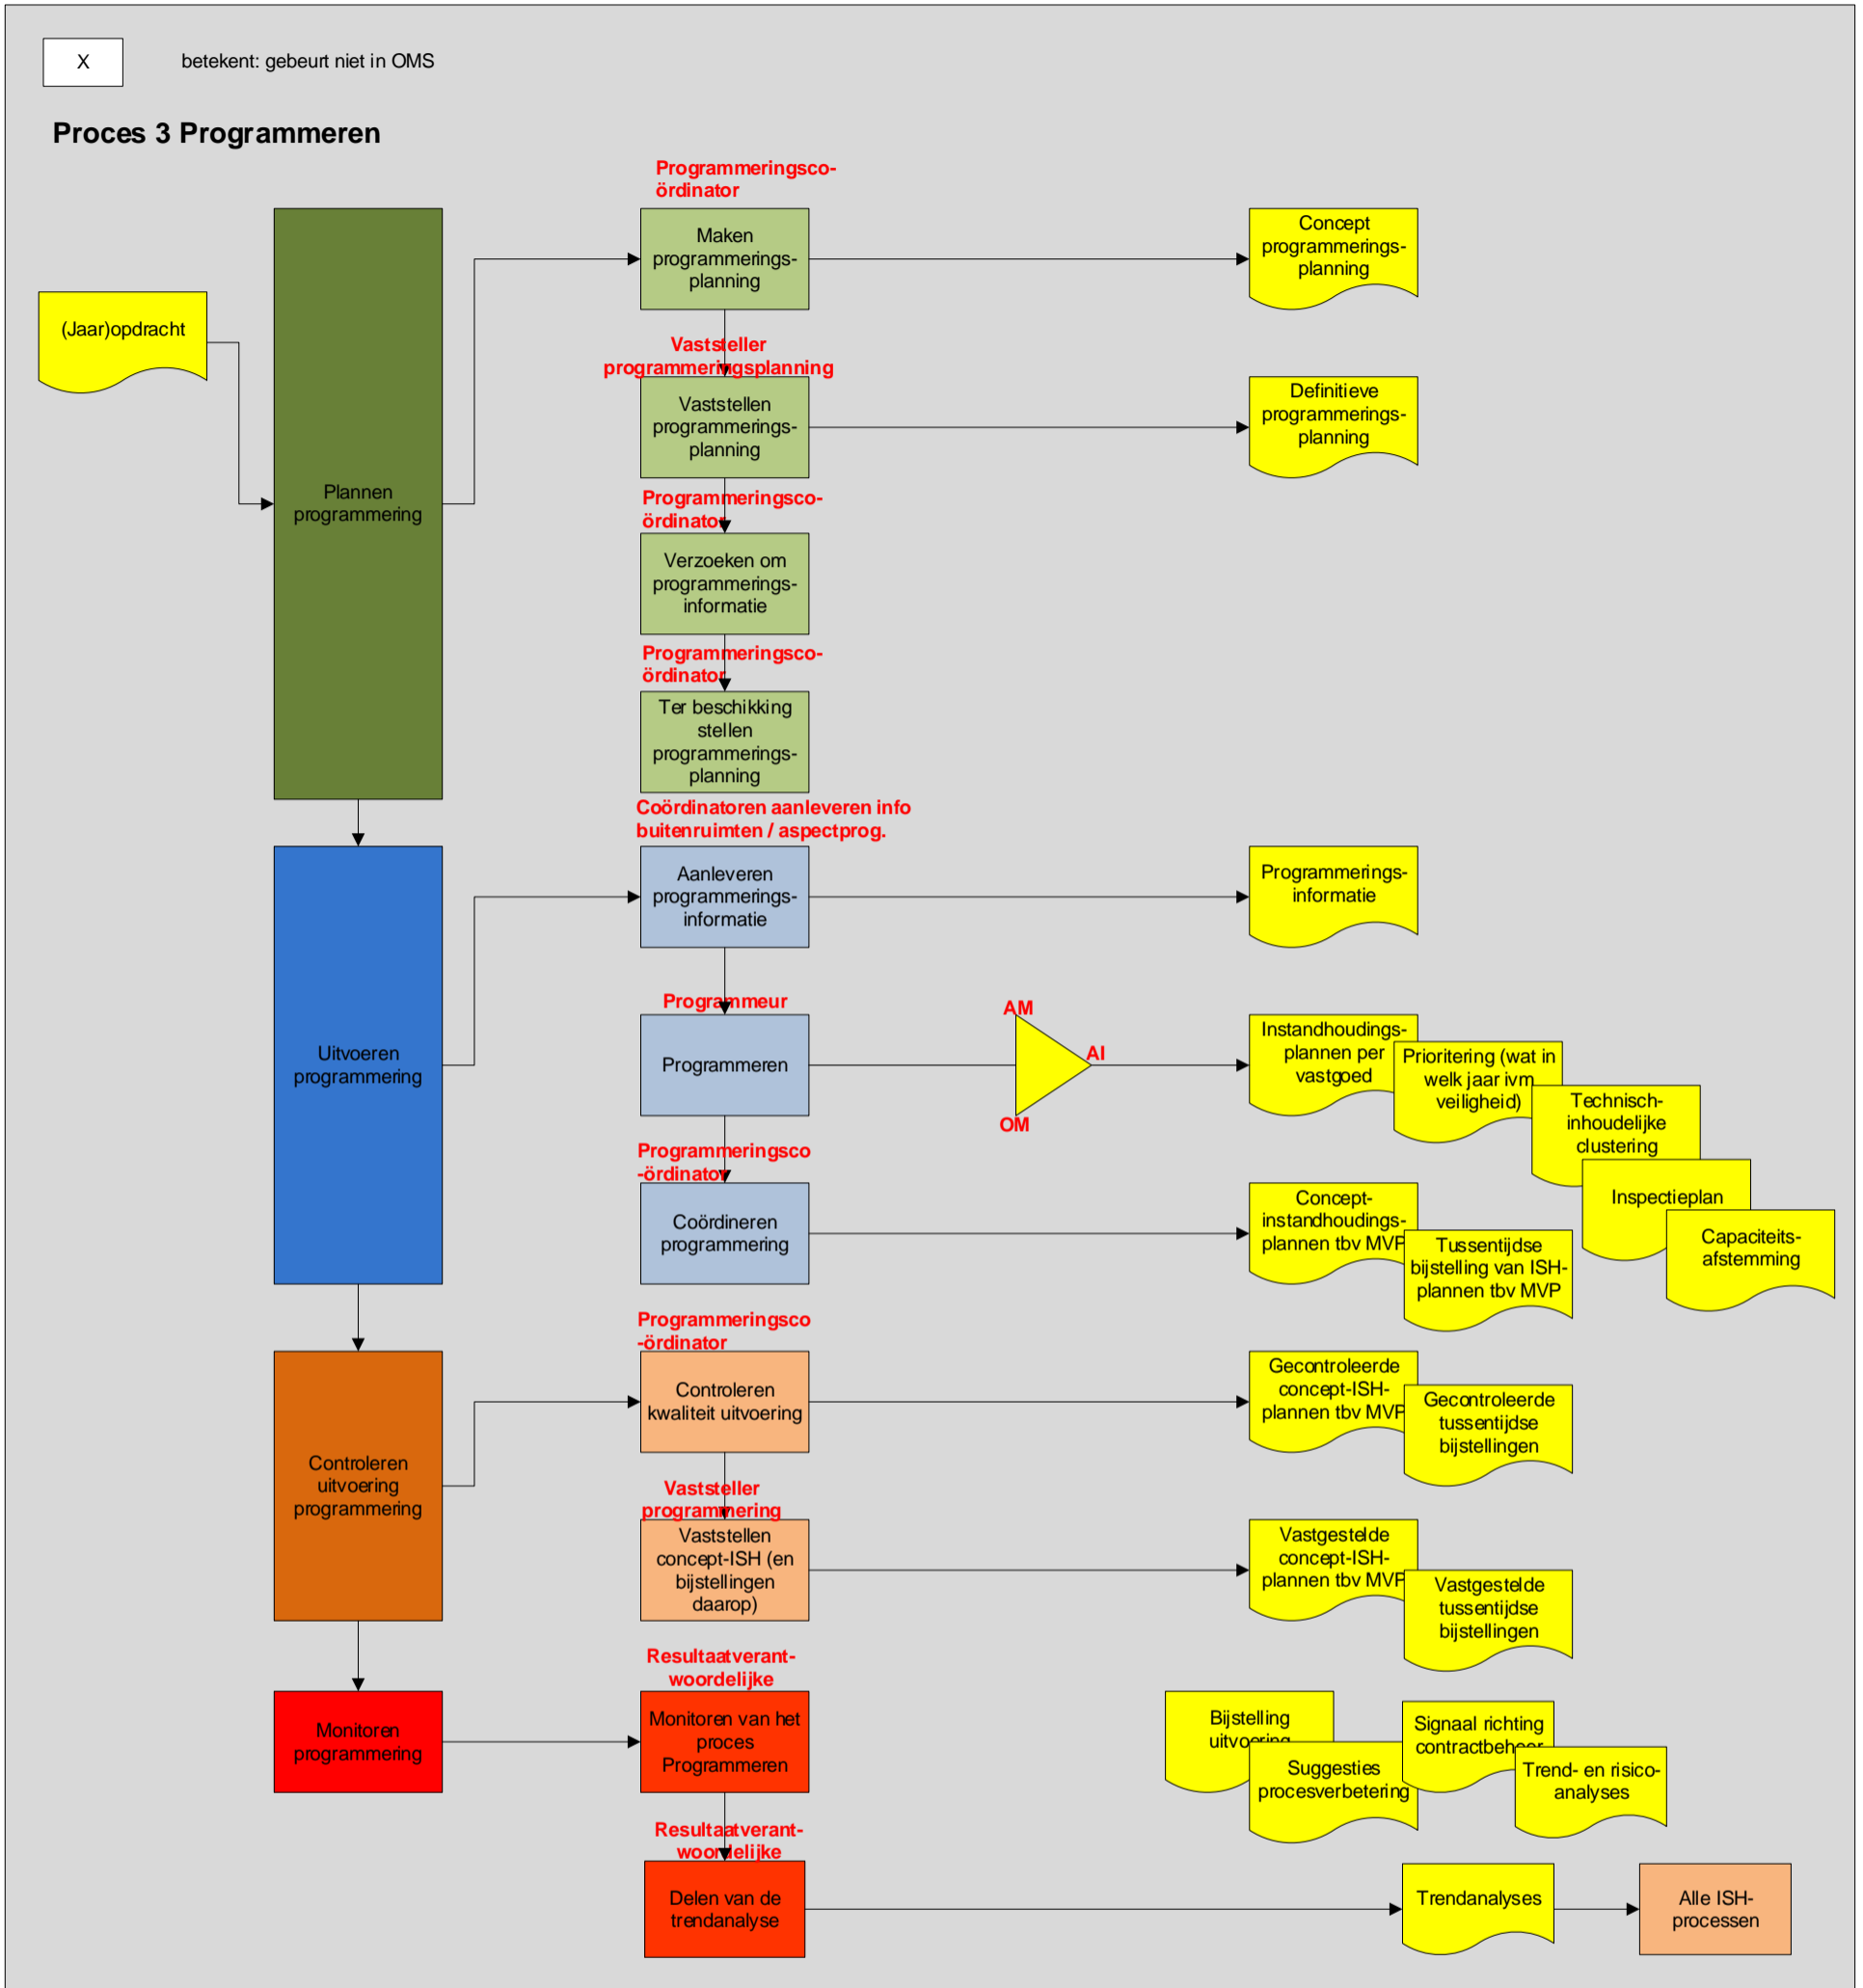 X
betekent: gebeurt niet in OMS
Proces 3 Programmeren
Programmeringsco-
ördinator
Maken
programmerings-
planning
Concept
programmerings-
planning
(Jaar)opdracht
Vaststeller
programmeringsplanning
Vaststellen
programmerings-
planning
Definitieve
programmerings-
planning
Plannen
programmering
Programmeringsco-
ördinator
Verzoeken om
programmerings-
informatie
Programmeringsco-
ördinator
Ter beschikking
stellen
programmerings-
planning
Coördinatoren aanleveren info
buitenruimten / aspectprog.
Aanleveren
programmerings-
informatie
Programmerings-
informatie
Uitvoeren
programmering
Programmeur
Programmeren
AM
AI
OM
Instandhoudings-
plannen per
vastgoed
Prioritering (wat in
welk jaar ivm
veiligheid)
Technisch-
inhoudelijke
clustering
Inspectieplan
Capaciteits-
afstemming
Programmeringsco
-ördinator
Coördineren
programmering
Concept-
instandhoudings-
plannen tbv MVP
Tussentijdse
bijstelling van ISH-
plannen tbv MVP
Programmeringsco
-ördinator
Controleren
kwaliteit uitvoering
Gecontroleerde
concept-ISH-
plannen tbv MVP
Gecontroleerde
tussentijdse
bijstellingen
Controleren
uitvoering
programmering
Vaststeller
programmering
Vaststellen
concept-ISH (en
bijstellingen
daarop)
Vastgestelde
concept-ISH-
plannen tbv MVP
Vastgestelde
tussentijdse
bijstellingen
Resultaatverant-
woordelijke
Monitoren
programmering
Monitoren van het
proces
Programmeren
Bijstelling
uitvoering
Suggesties
procesverbetering
Signaal richting
contractbeheer
Trend- en risico-
analyses
Resultaatverant-
woordelijke
Delen van de
trendanalyse
Trendanalyses
Alle ISH-
processen